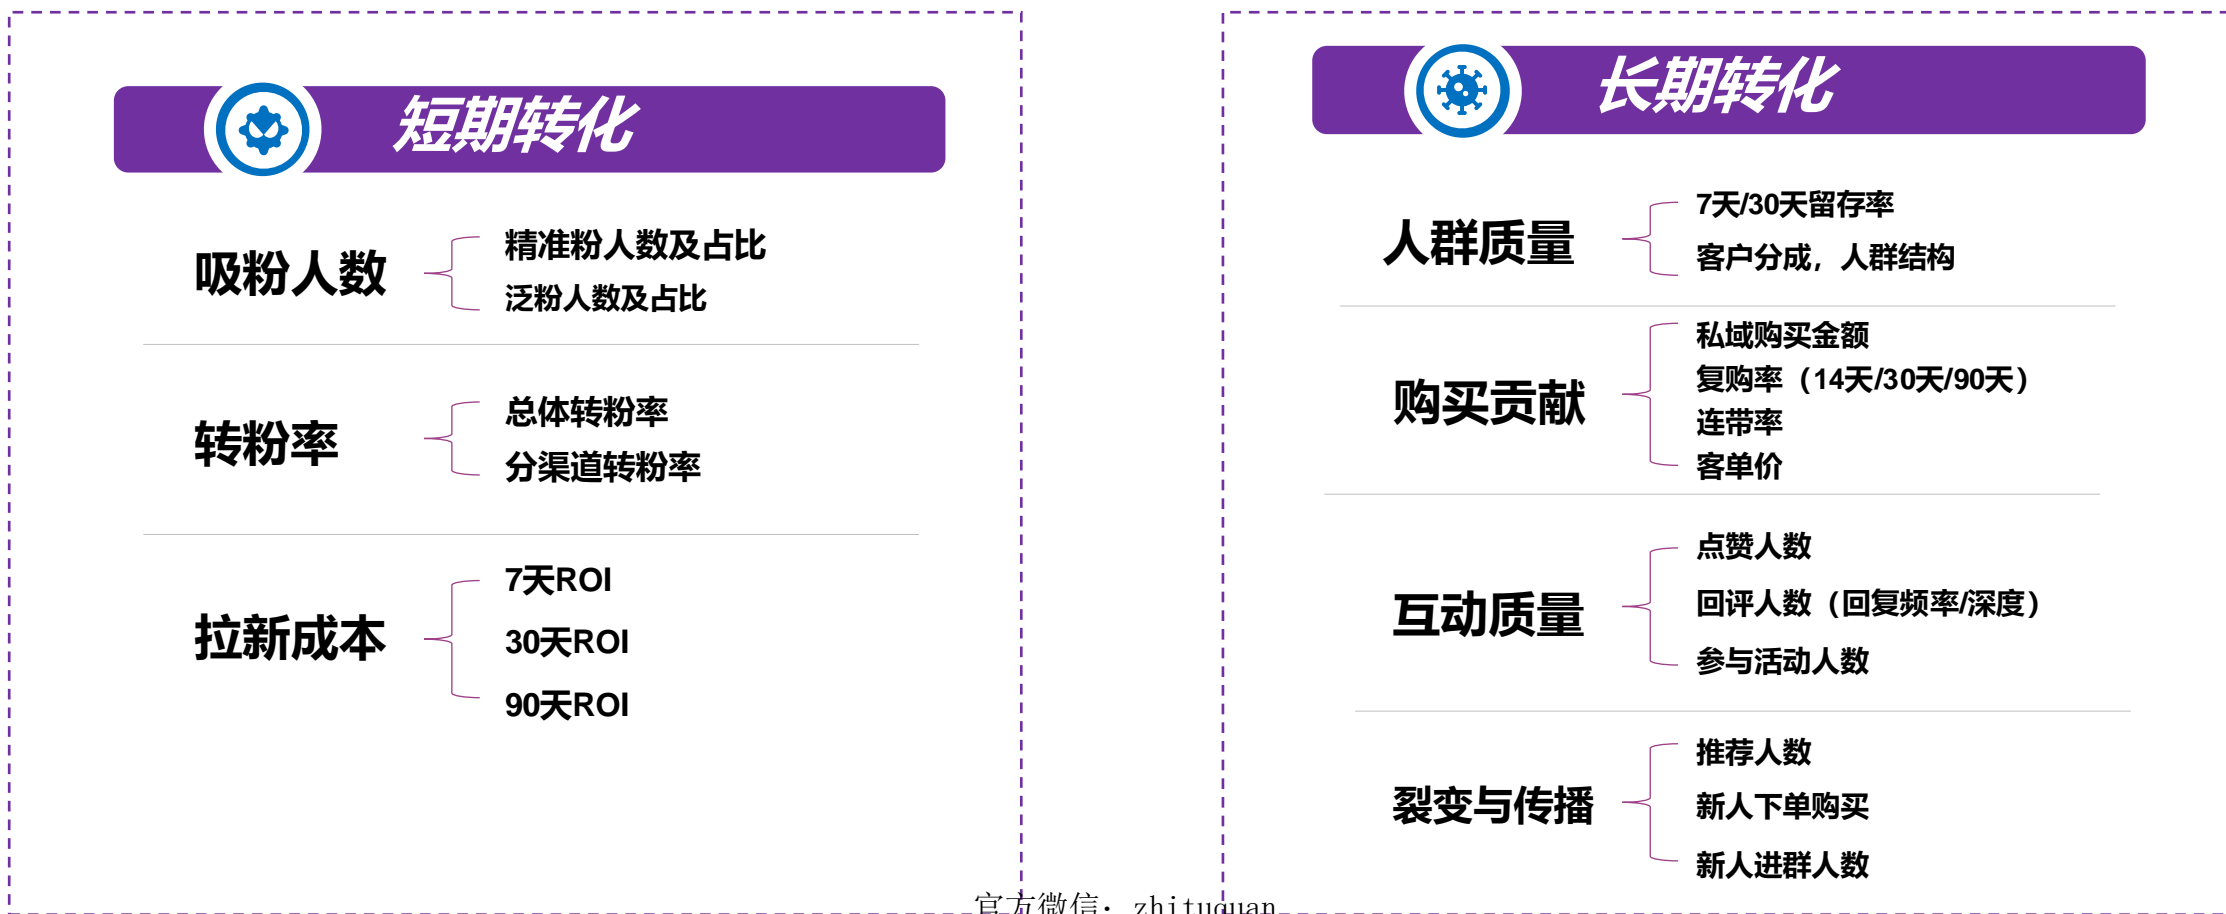 短期转化
吸粉人数
精准粉人数及占比
泛粉人数及占比
转粉率
总体转粉率
分渠道转粉率
拉新成本
7天ROI
30天ROI
90天ROI
长期转化
人群质量
7天/30天留存率
客户分成，人群结构
购买贡献
私域购买金额
复购率（14天/30天/90天）
连带率
客单价
互动质量
点赞人数
回评人数（回复频率/深度）
参与活动人数
裂变与传播
推荐人数
新人下单购买
新人进群人数
官方微信：zhituquan